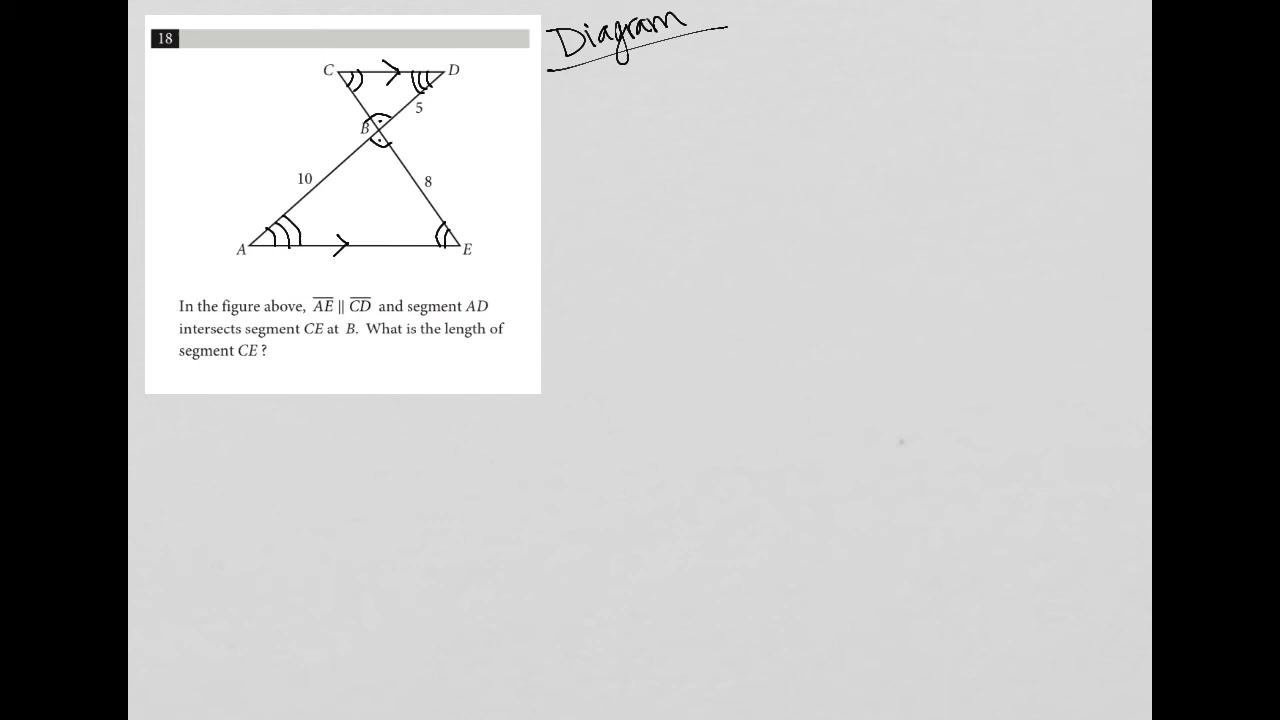 18
Diagram
C
D
5
B
10
8
A
E
In the figure above, AE || CD and segment AD
intersects segment CE at B. What is the length of
segment CE ?